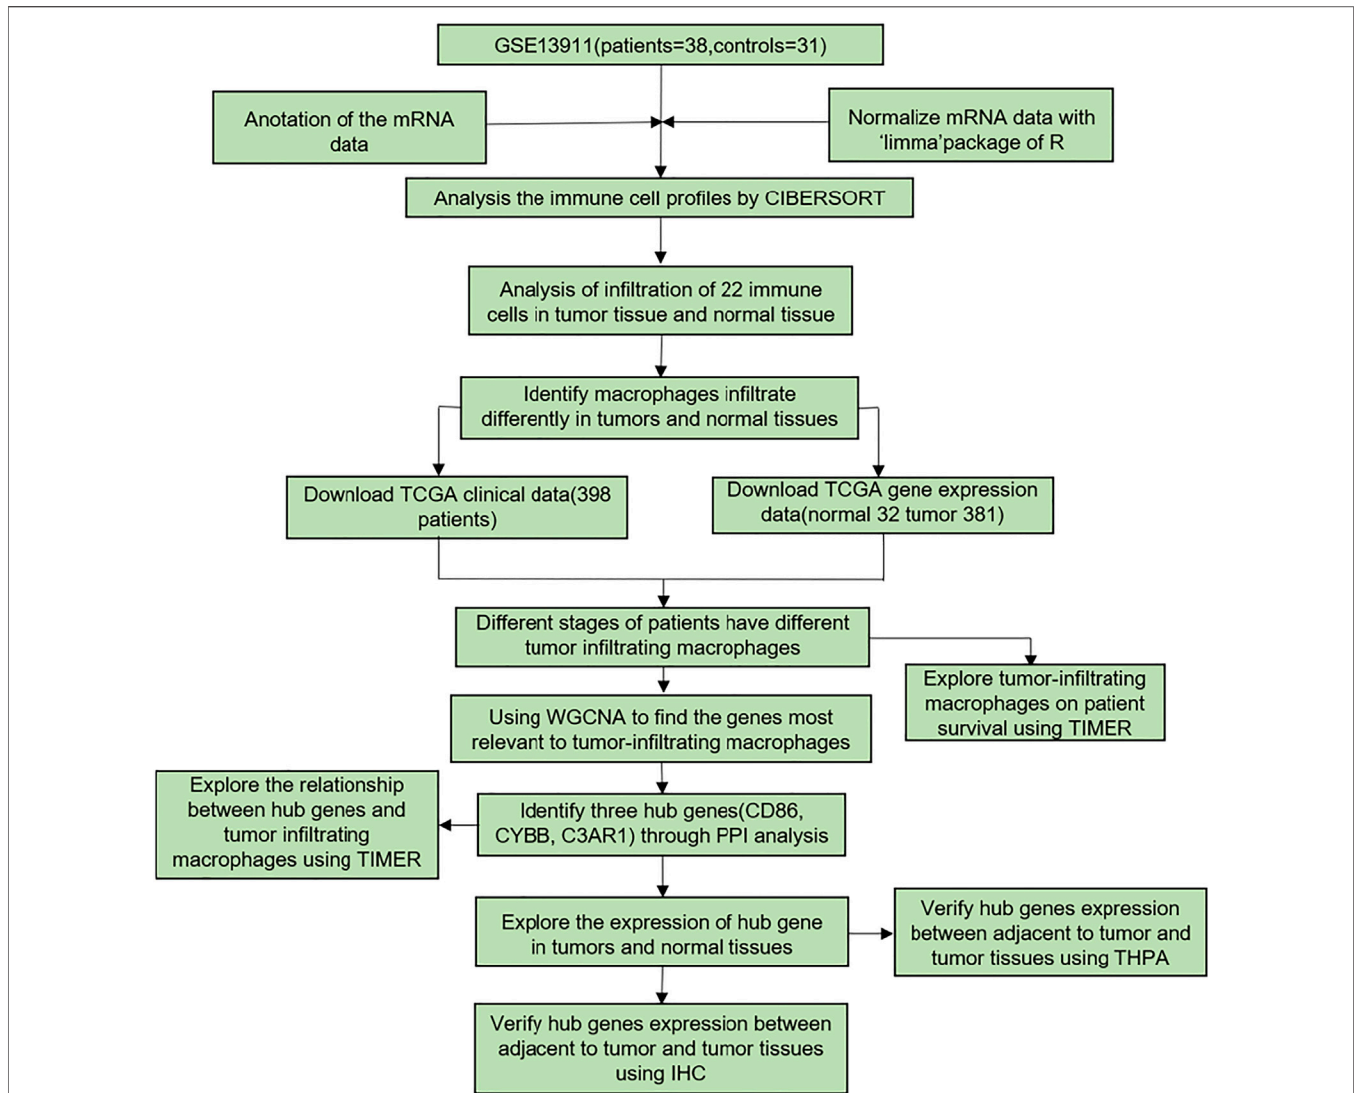 GSE13911(patients=38,controls=31)
Anotation of the mRNA
data
Normalize mRNA data with
‘limma’package of R
Analysis the immune cell profiles by CIBERSORT
Analysis of infiltration of 22 immune
cells in tumor tissue and normal tissue
Identify macrophages infiltrate
differently in tumors and normal tissues
Download TCGA clinical data(398
patients)
Download TCGA gene expression
data(normal 32 tumor 381)
Different stages of patients have different
tumor infiltrating macrophages
Explore tumor-infiltrating
macrophages on patient
survival using TIMER
Using WGCNA to find the genes most
relevant to tumor-infiltrating macrophages
Explore the relationship
between hub genes and
tumor infiltrating
macrophages using TIMER
Identify three hub genes(CD86,
CYBB, C3AR1) through PPI analysis
Explore the expression of hub gene
in tumors and normal tissues
Verify hub genes expression
between adjacent to tumor and
tumor tissues using THPA
Verify hub genes expression between
adjacent to tumor and tumor tissues
using IHC